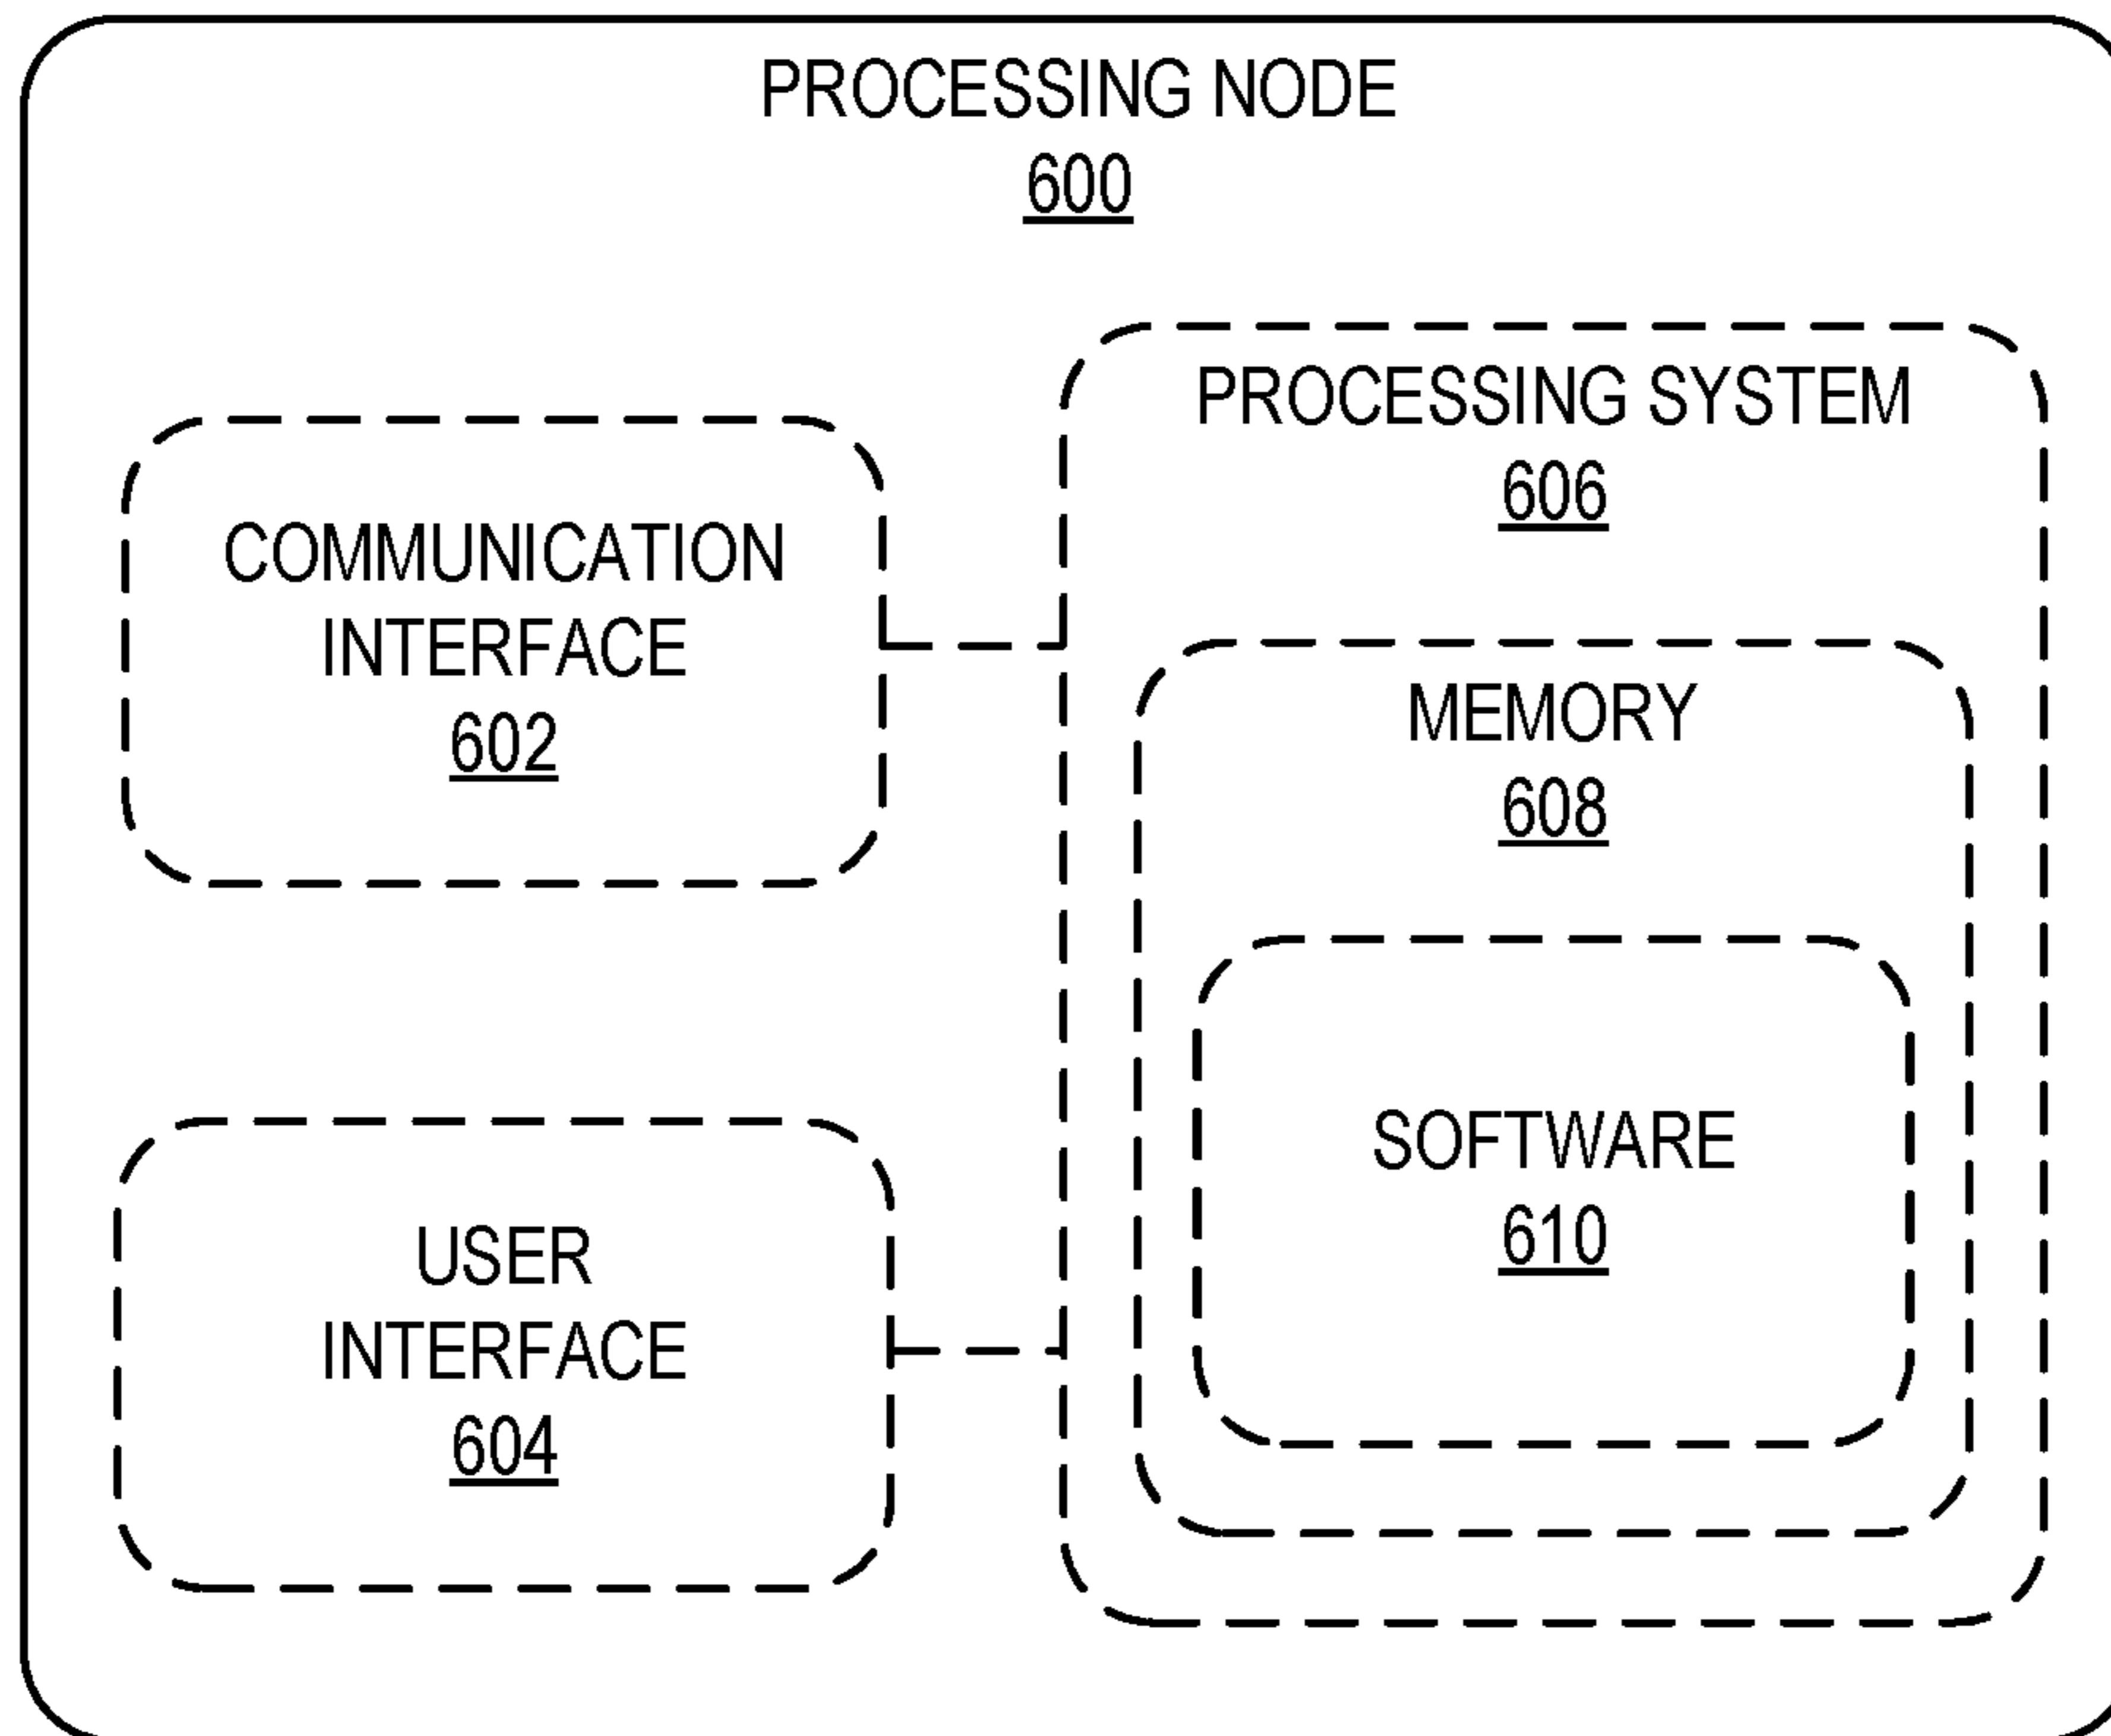 PROCESSING NODE
600
COMMUNICATION
INTERFACE
602
USER
INTERFACE
604
PROCESSING SYSTEM
606
MEMORY
608
SOFTWARE
610